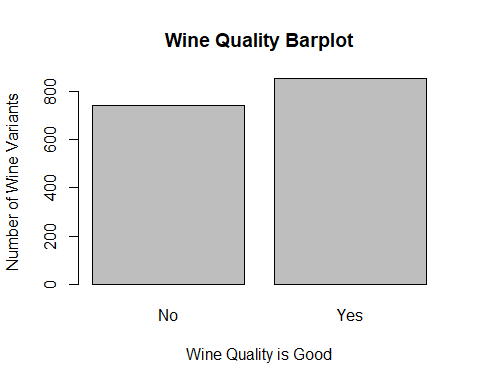 Wine Quality Barplot
Number of Wine Variants
800
600
400
200
0
No
Yes
Wine Quality is Good